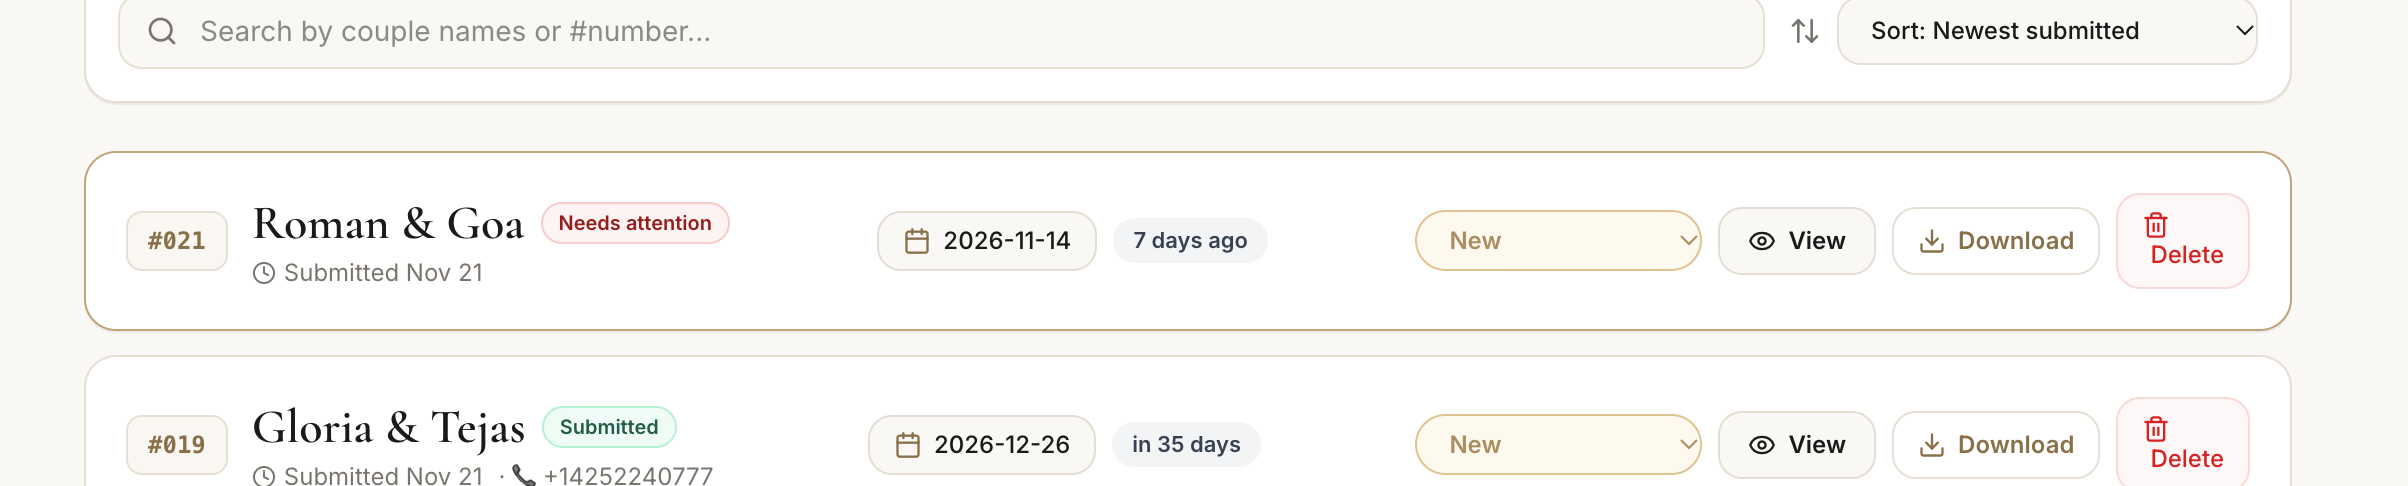 Search by couple names or #number...
Sort: Newest submitted
#021
Roman & Goa
Needs attention
Submitted Nov 21
2026-11-14
7 days ago
New
View
Download
Delete
#019
Gloria & Tejas
Submitted
Submitted Nov 21 · +14252240777
2026-12-26
in 35 days
New
View
Download
Delete